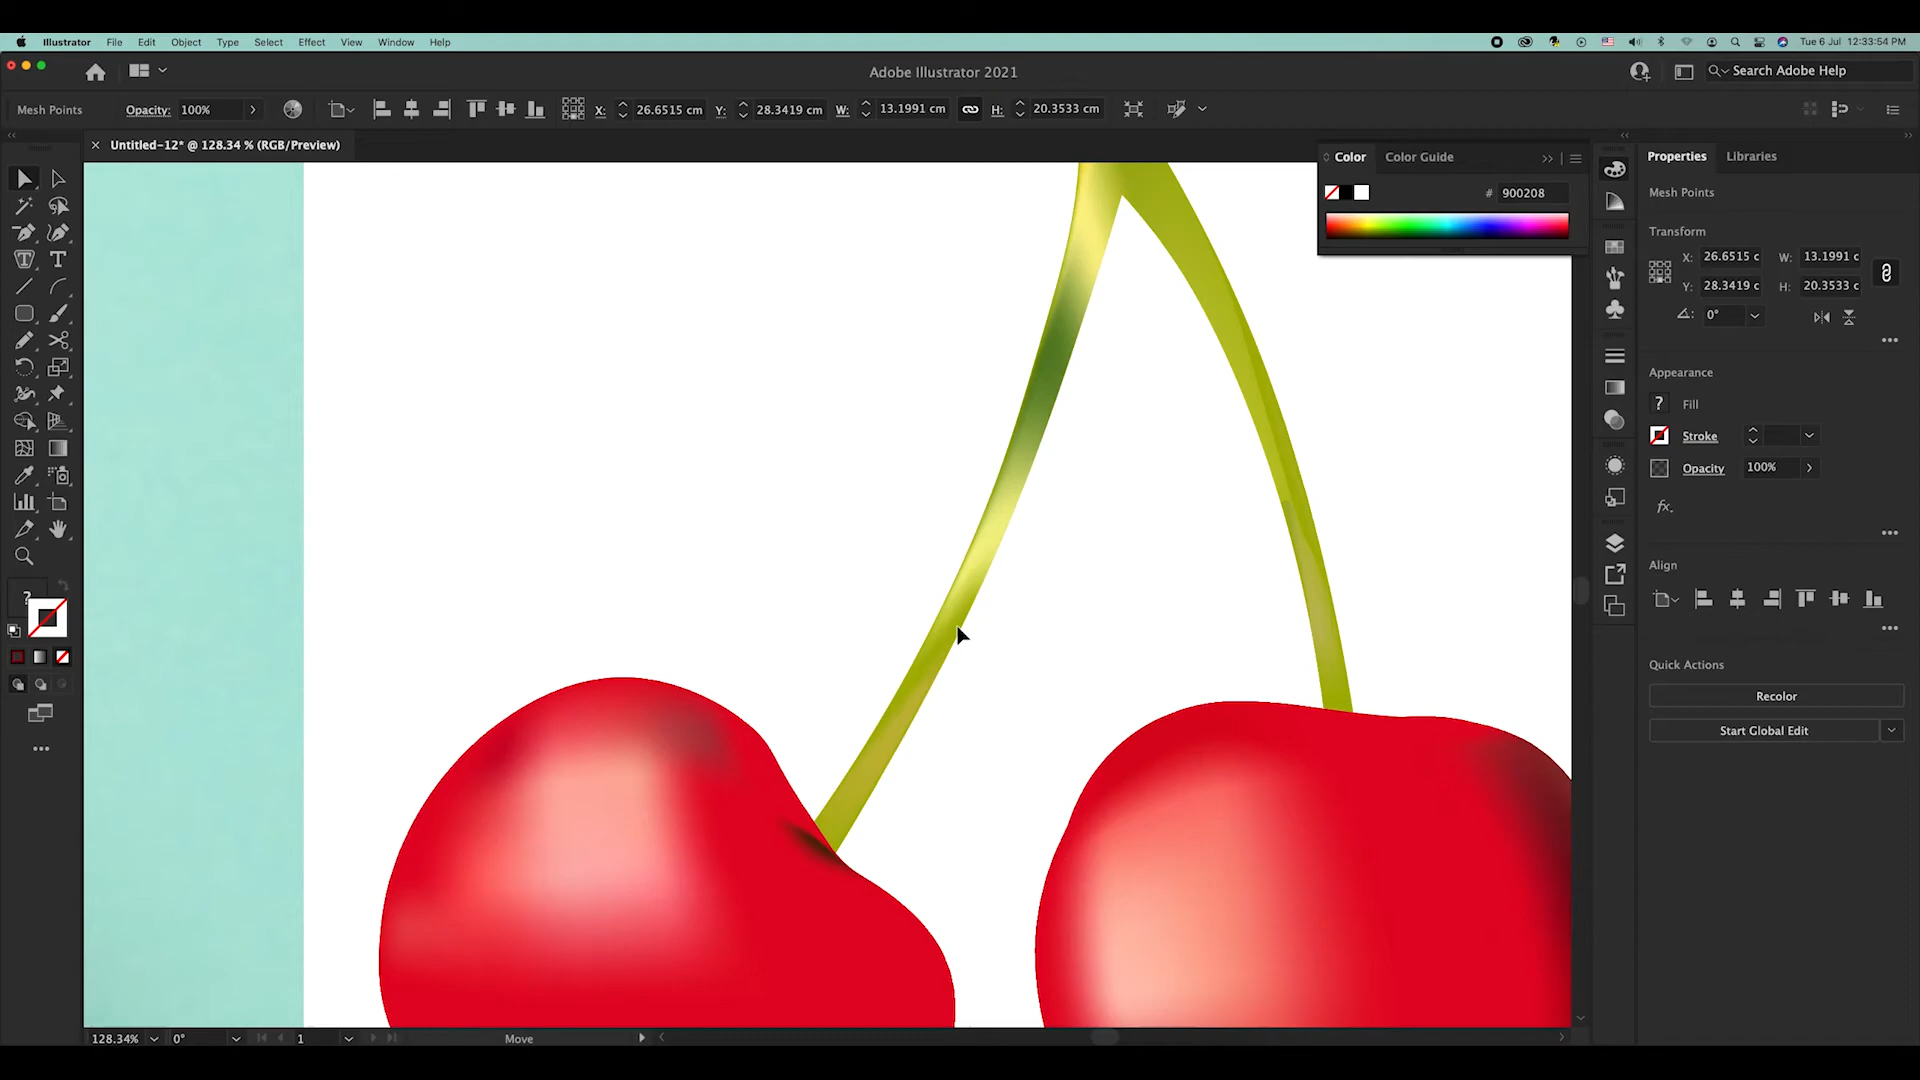 Illustrator File Edit Object Type Select Effect View Window Help Tue 6 Jul 12:33:54 PM
Adobe Illustrator 2021
Search Adobe Help
Mesh Points Opacity: 100% X: 26.6515 cm Y: 28.3419 cm W: 13.1991 cm H: 20.3533 cm
Untitled-12* @ 128.34 % (RGB/Preview)
Color Color Guide
# 900208
Properties Libraries
Mesh Points
Transform
X: 26.6515 c W: 13.1991 c
Y: 28.3419 c H: 20.3533 c
0°
Appearance
? Fill
Stroke
Opacity 100%
fx.
Align
?
Quick Actions
Recolor
Start Global Edit
128.34% 0° 1 Move